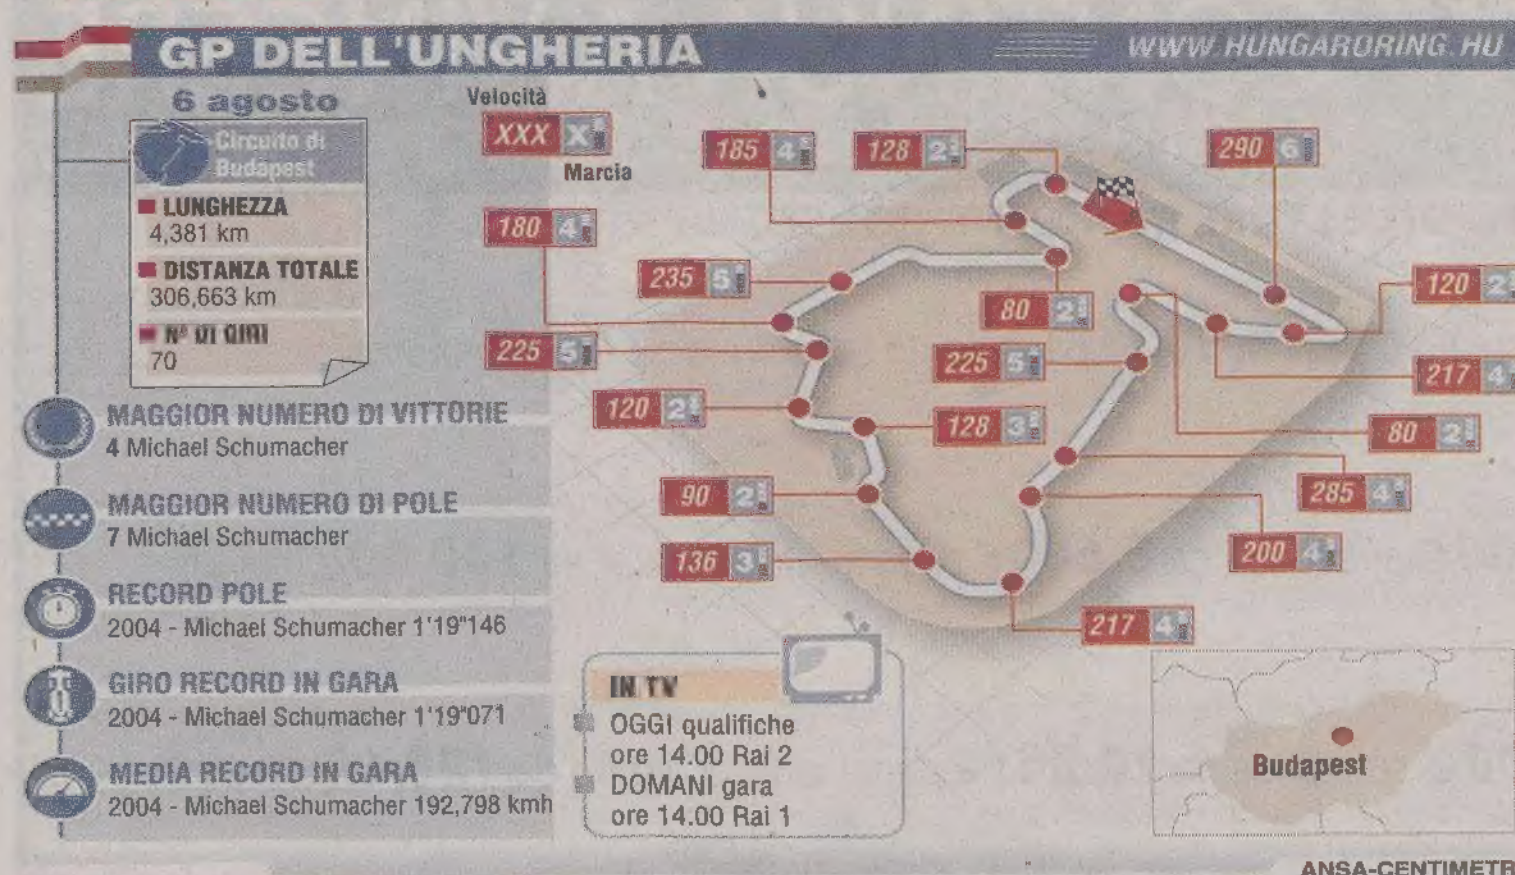 GP DELL'UNGHERIA
WWW.HUNGARORING.HU
6 agosto
Circuito di
Budapest
LUNGHEZZA
4,381 km
DISTANZA TOTALE
306,663 km
N° DI GIRI
70
MAGGIOR NUMERO DI VITTORIE
4 Michael Schumacher
MAGGIOR NUMERO DI POLE
7 Michael Schumacher
RECORD POLE
2004 - Michael Schumacher 1'19"146
GIRO RECORD IN GARA
2004 - Michael Schumacher 1'19"071
MEDIA RECORD IN GARA
2004 - Michael Schumacher 192,798 kmh
Velocità
XXX X
Marcia
185 4
128 2
290 6
180 4
235 5
80 2
120 2
225 5
225 5
217 4
120 2
128 3
80 2
90 2
285 4
136 3
200 4
217 4
IN TV
OGGI qualifiche
ore 14.00 Rai 2
DOMANI gara
ore 14.00 Rai 1
Budapest
ANSA-CENTIMETR